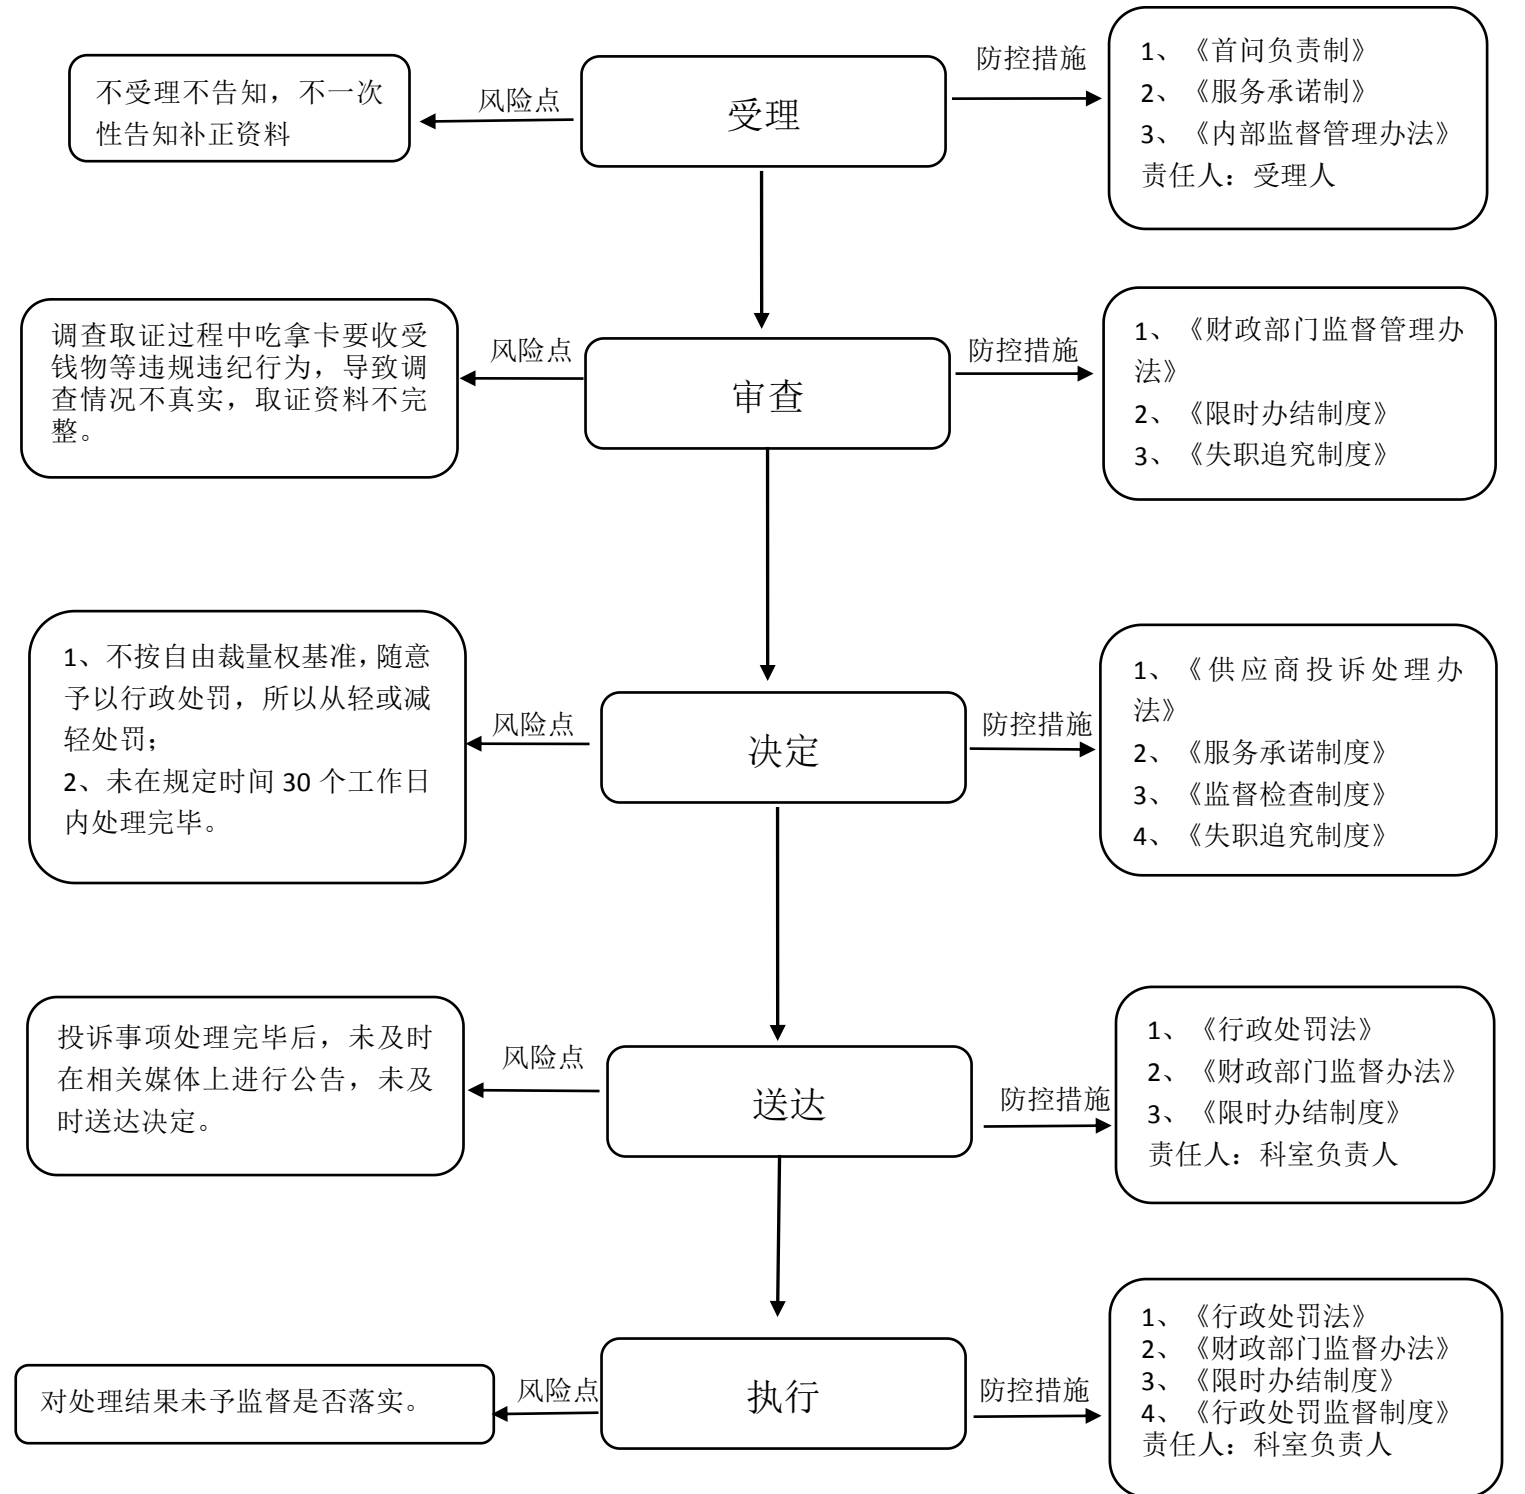 不受理不告知，不一次
性告知补正资料
风险点
受理
防控措施
1、《首问负责制》
2、《服务承诺制》
3、《内部监督管理办法》
责任人：受理人
调查取证过程中吃拿卡要收受
钱物等违规违纪行为，导致调
查情况不真实，取证资料不完
整。
风险点
审查
防控措施
1、《财政部门监督管理办
法》
2、《限时办结制度》
3、《失职追究制度》
1、不按自由裁量权基准，随意
予以行政处罚，所以从轻或减
轻处罚；
2、未在规定时间 30 个工作日
内处理完毕。
风险点
决定
防控措施
1、《供应商投诉处理办
法》
2、《服务承诺制度》
3、《监督检查制度》
4、《失职追究制度》
投诉事项处理完毕后，未及时
在相关媒体上进行公告，未及
时送达决定。
风险点
送达
防控措施
1、《行政处罚法》
2、《财政部门监督办法》
3、《限时办结制度》
责任人：科室负责人
对处理结果未予监督是否落实。
风险点
执行
防控措施
1、《行政处罚法》
2、《财政部门监督办法》
3、《限时办结制度》
4、《行政处罚监督制度》
责任人：科室负责人